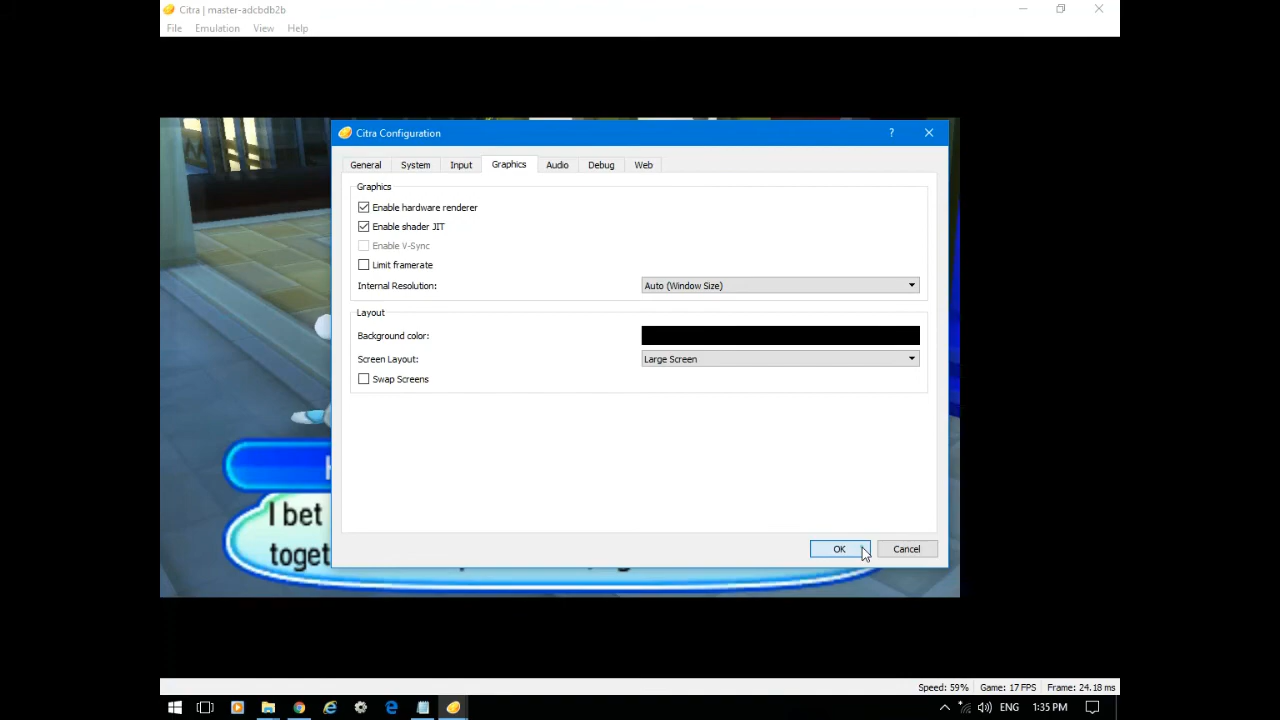 Citra | master-adcbdb2b
File Emulation View Help
Citra Configuration
General System Input Graphics Audio Debug Web
Graphics
Enable hardware renderer
Enable shader JIT
Enable V-Sync
Limit framerate
Internal Resolution: Auto (Window Size)
Layout
Background color:
Screen Layout: Large Screen
Swap Screens
I bet
OK Cancel
Speed: 59% Game: 17 FPS Frame: 24.18 ms
ENG 1:35 PM